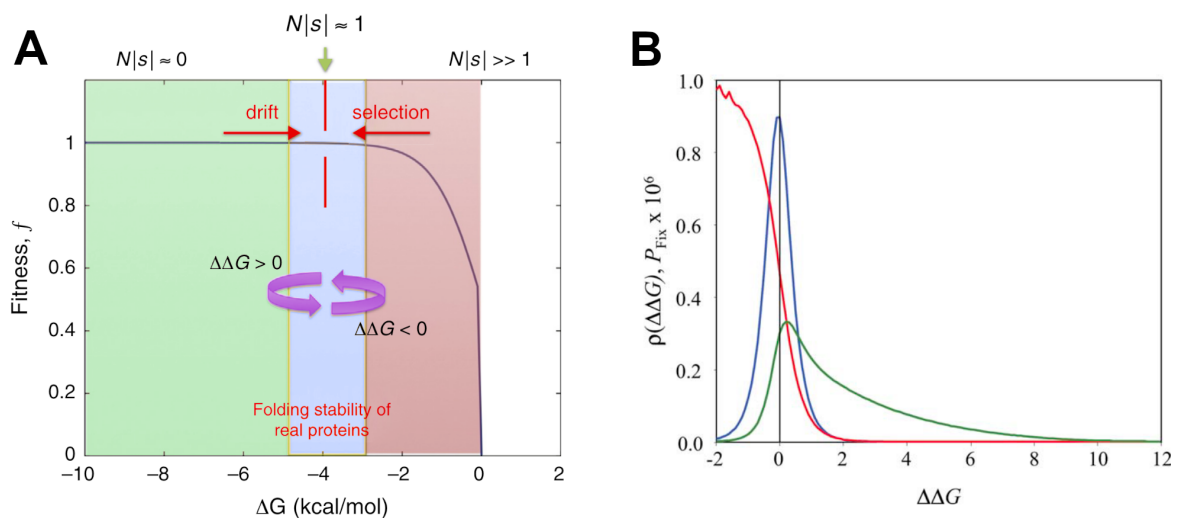 A
N|s| ≈ 1
N|s| ≈ 0
N|s| >> 1
drift
selection
ΔΔG > 0
ΔΔG < 0
Folding stability of
real proteins
Fitness, f
1
0.8
0.6
0.4
0.2
0
−10
−8
−6
−4
−2
0
2
ΔG (kcal/mol)
B
ρ(ΔΔG), P_Fix x 10⁶
1.0
0.8
0.6
0.4
0.2
0.0
-2
0
2
4
6
8
10
12
ΔΔG